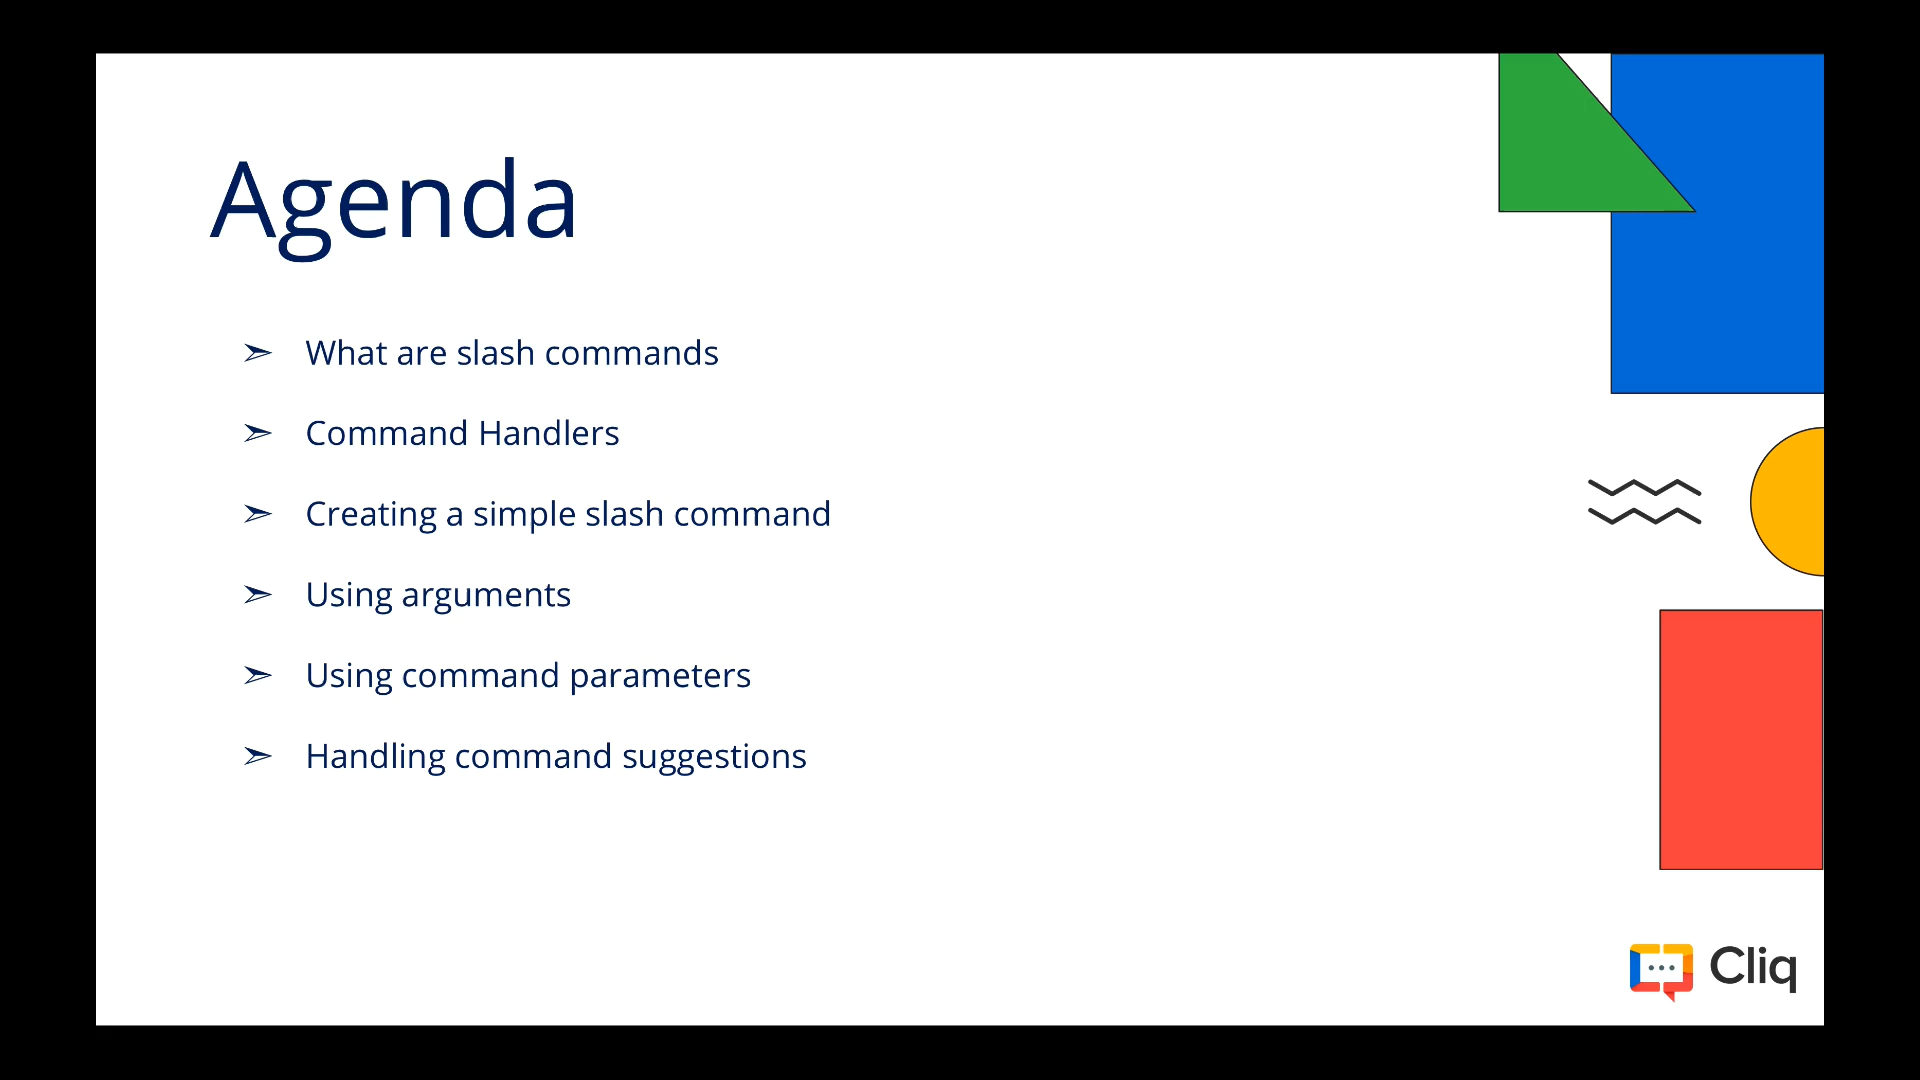 Agenda
➢ What are slash commands
➢ Command Handlers
➢ Creating a simple slash command
➢ Using arguments
➢ Using command parameters
➢ Handling command suggestions
Cliq